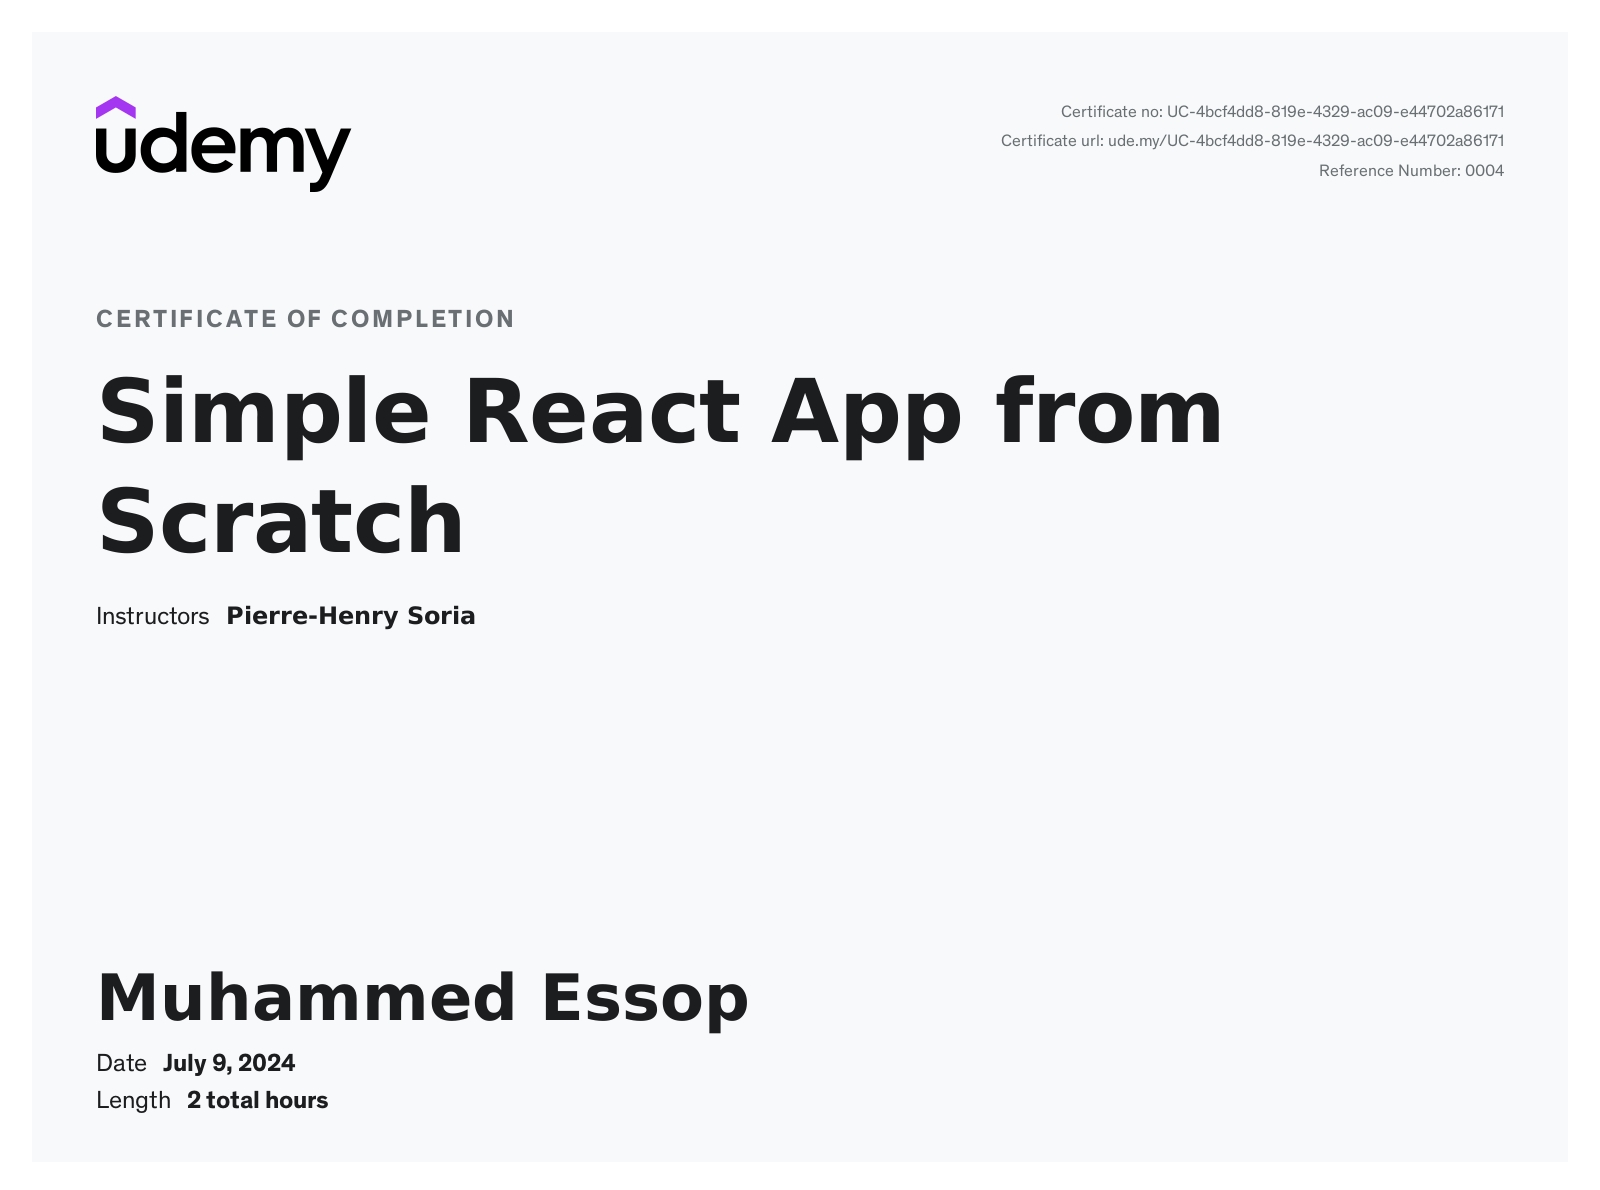 udemy
Certificate no: UC-4bcf4dd8-819e-4329-ac09-e44702a86171
Certificate url: ude.my/UC-4bcf4dd8-819e-4329-ac09-e44702a86171
Reference Number: 0004
CERTIFICATE OF COMPLETION
Simple React App from
Scratch
Instructors Pierre-Henry Soria
Muhammed Essop
Date July 9, 2024
Length 2 total hours